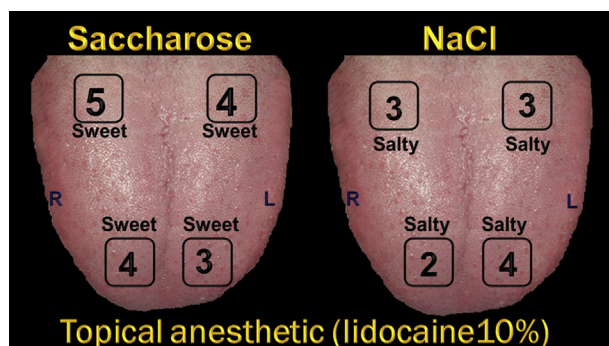 Saccharose NaCl
5 4 3 3
Sweet Sweet Salty Salty
R L R L
Sweet Sweet Salty Salty
4 3 2 4
Topical anesthetic (lidocaine10%)